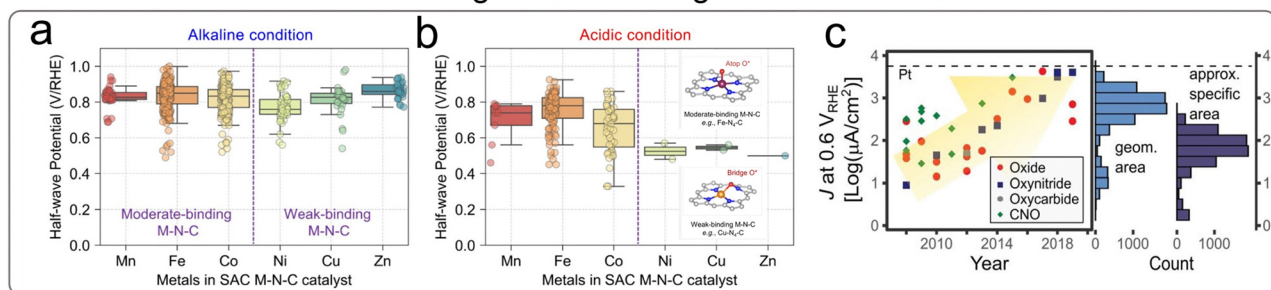 a
Alkaline condition
Half-wave Potential (V/RHE)
1.0
0.8
0.6
0.4
0.2
0.0
Moderate-binding
M-N-C
Weak-binding
M-N-C
Mn
Fe
Co
Ni
Cu
Zn
Metals in SAC M-N-C catalyst
b
Acidic condition
Half-wave Potential (V/RHE)
1.0
0.8
0.6
0.4
0.2
0.0
Atop O*
Moderate-binding M-N-C
e.g., Fe-N₄-C
Bridge O*
Weak-binding M-N-C
e.g., Cu-N₄-C
Mn
Fe
Co
Ni
Cu
Zn
Metals in SAC M-N-C catalyst
c
J at 0.6 V_RHE
[Log(μA/cm²)]
4
3
2
1
0
Pt
Oxide
Oxynitride
Oxycarbide
CNO
2010
2014
2018
Year
geom.
area
approx.
specific
area
0
1000
0
1000
Count
4
3
2
1
0